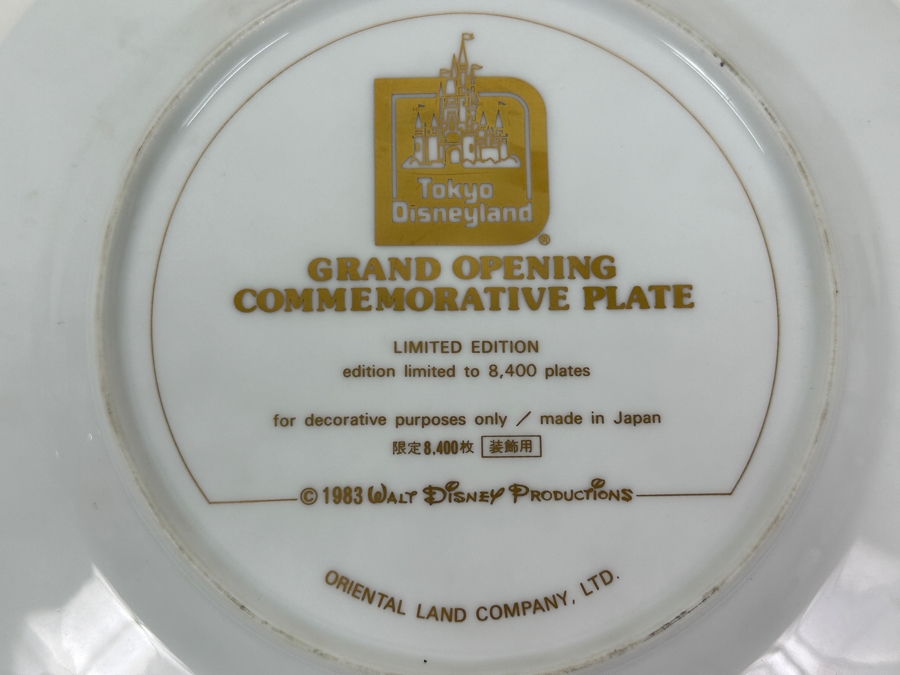 Tokyo
Disneyland
®
GRAND OPENING
COMMEMORATIVE PLATE
LIMITED EDITION
edition limited to 8,400 plates
for decorative purposes only / made in Japan
限定8,400枚 装飾用
© 1983 WALT DISNEY PRODUCTIONS
ORIENTAL LAND COMPANY, LTD.